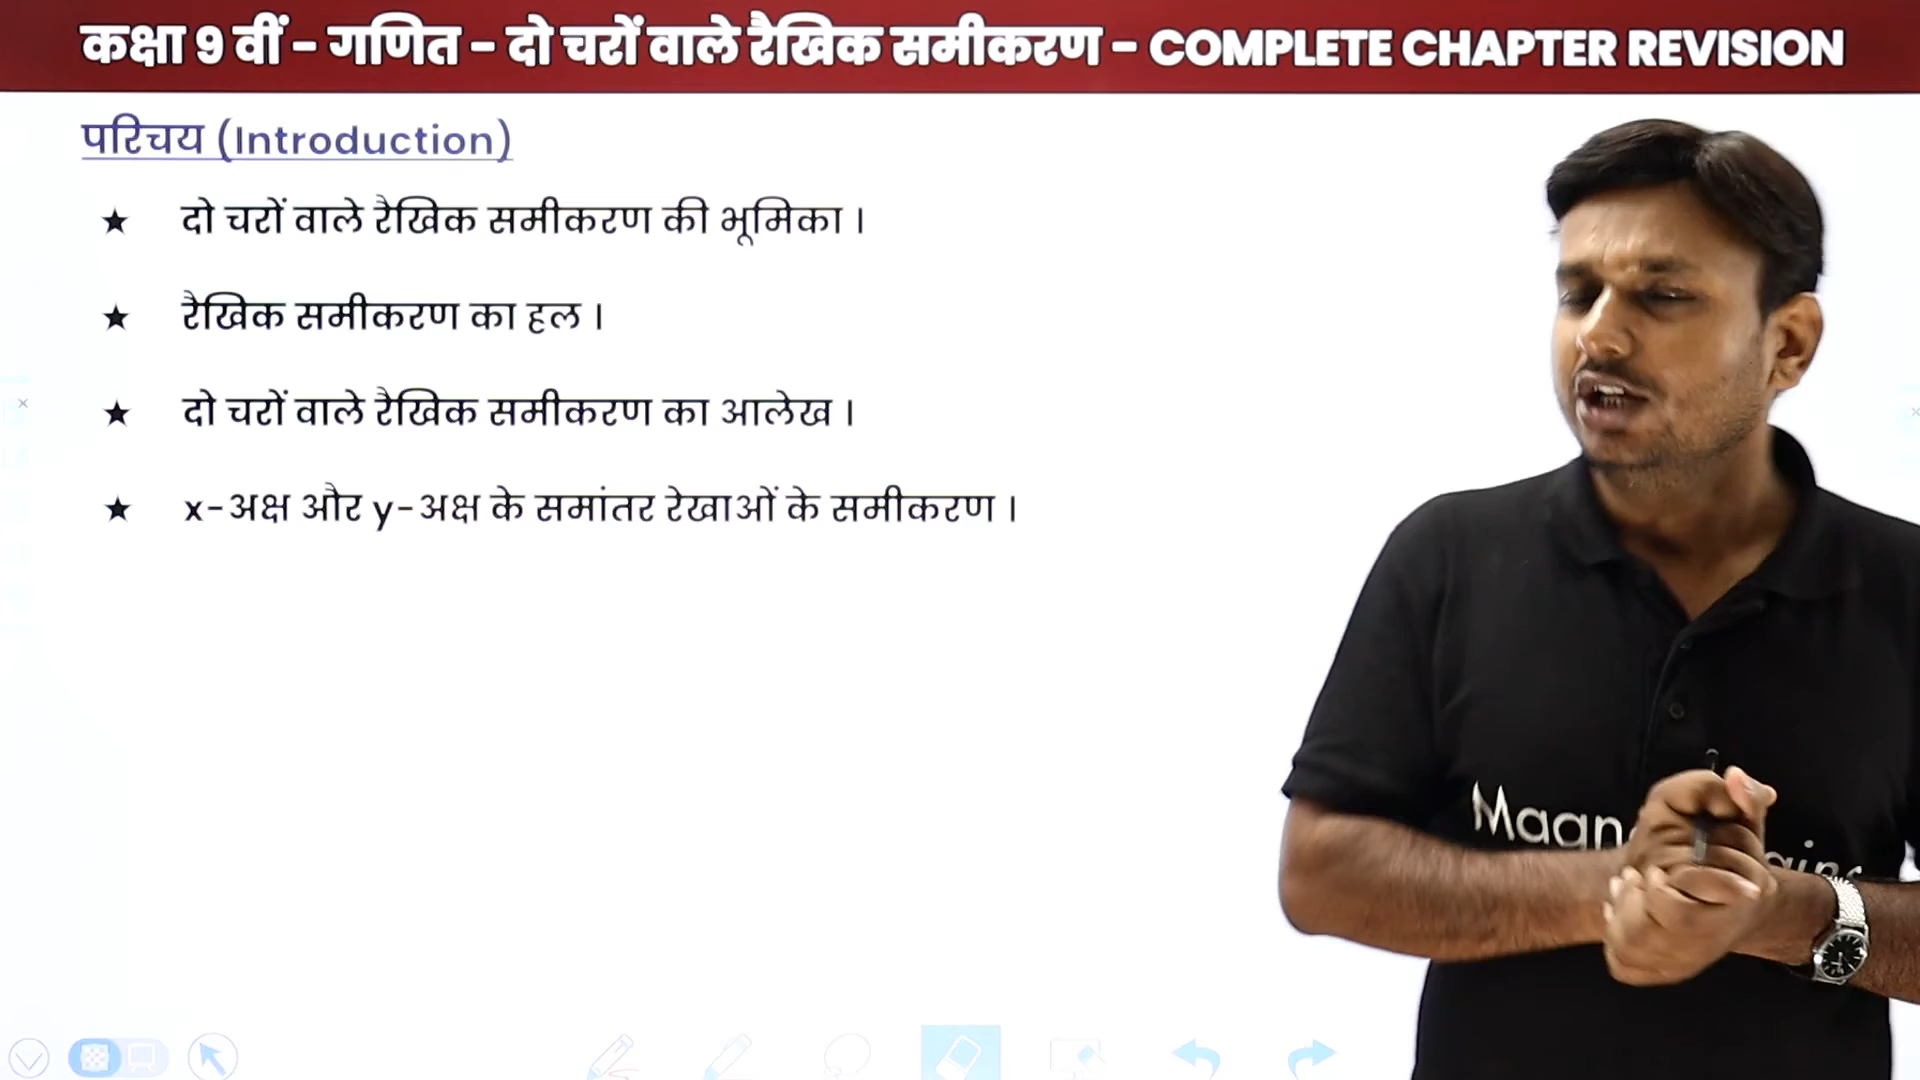 कक्षा 9 वीं - गणित - दो चरों वाले रैखिक समीकरण - COMPLETE CHAPTER REVISION
परिचय (Introduction)
★ दो चरों वाले रैखिक समीकरण की भूमिका ।
★ रैखिक समीकरण का हल ।
★ दो चरों वाले रैखिक समीकरण का आलेख ।
★ x-अक्ष और y-अक्ष के समांतर रेखाओं के समीकरण ।